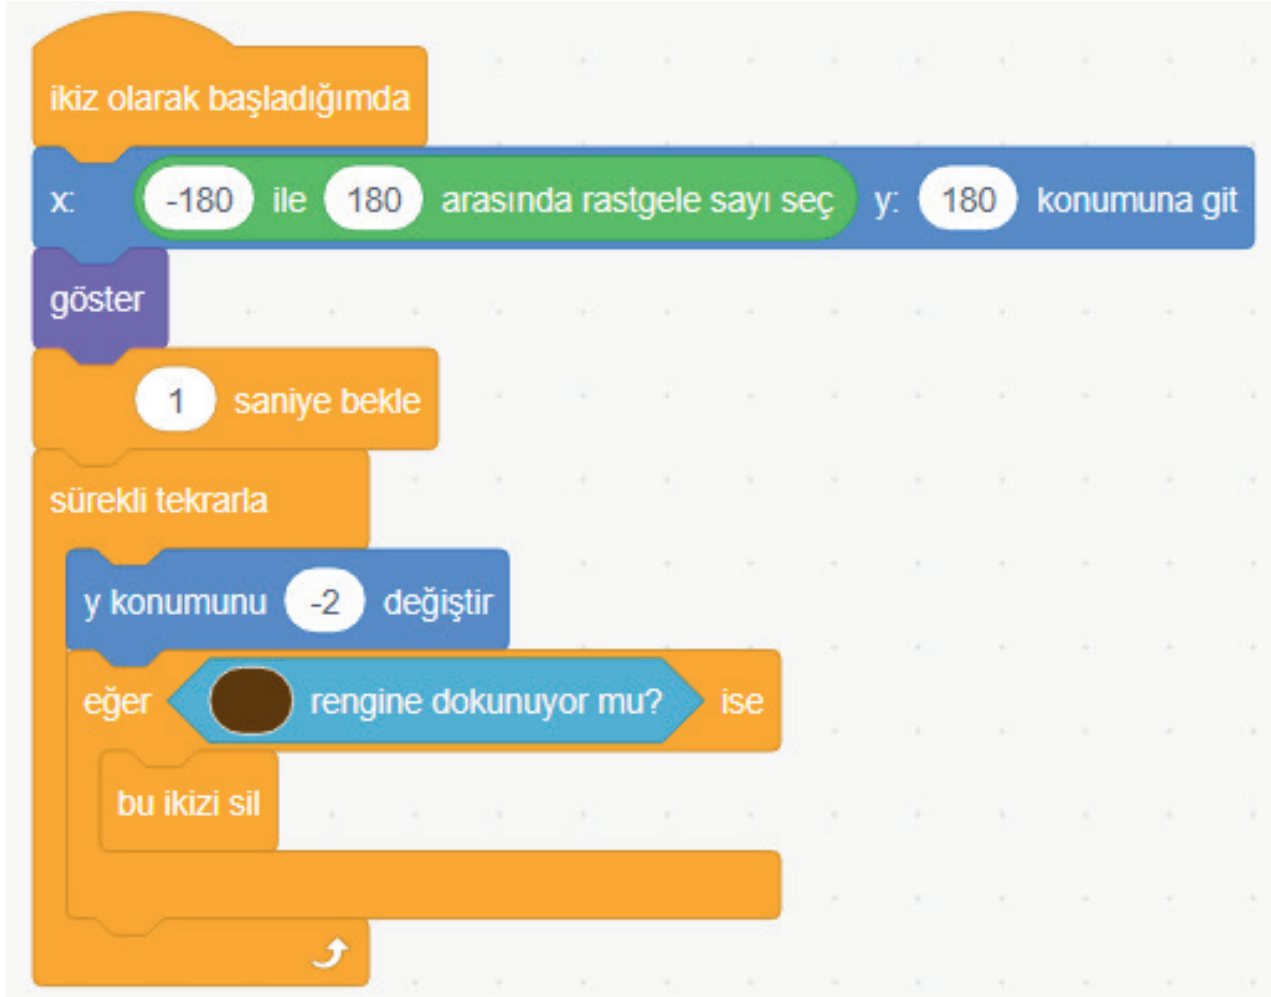 ikiz olarak başladığımda
x: -180 ile 180 arasında rastgele sayı seç y: 180 konumuna git
göster
1 saniye bekle
sürekli tekrarla
y konumunu -2 değiştir
eğer rengine dokunuyor mu? ise
bu ikizi sil